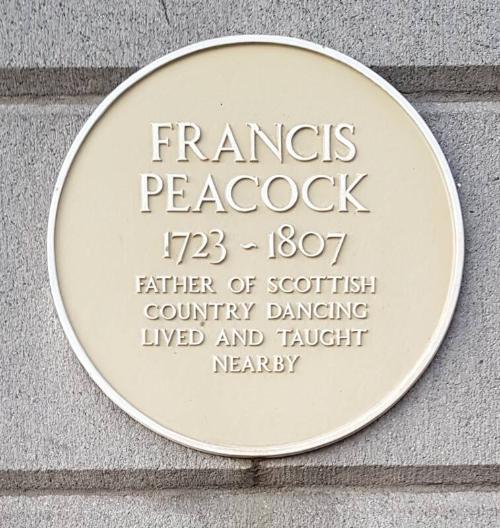 FRANCIS
PEACOCK
1723 ~ 1807
FATHER OF SCOTTISH
COUNTRY DANCING
LIVED AND TAUGHT
NEARBY